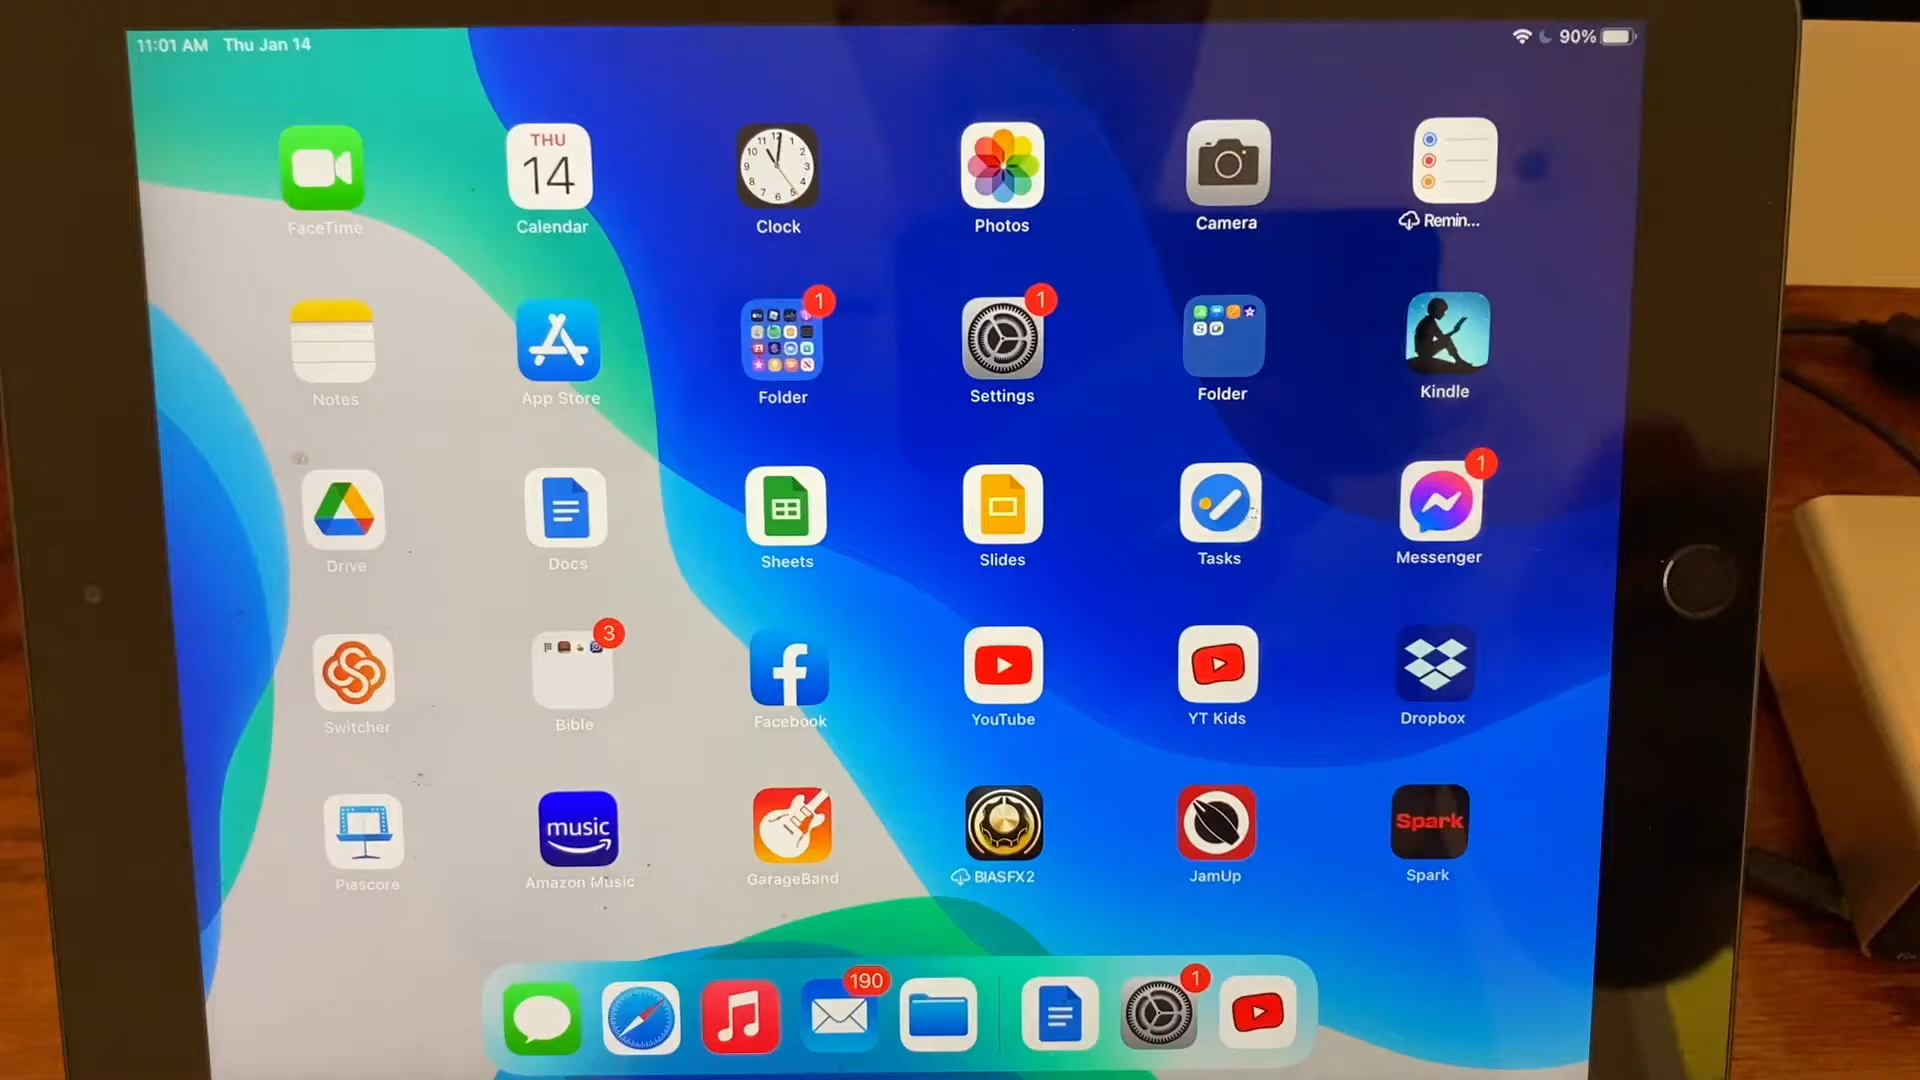 11:01 AM Thu Jan 14
90%
THU
14
FaceTime
Calendar
Clock
Photos
Camera
Remin...
1
1
Notes
App Store
Folder
Settings
Folder
Kindle
1
Drive
Docs
Sheets
Slides
Tasks
Messenger
3
Switcher
Bible
Facebook
YouTube
YT Kids
Dropbox
music
Spark
Piascore
Amazon Music
GarageBand
BIASFX2
JamUp
Spark
190
1